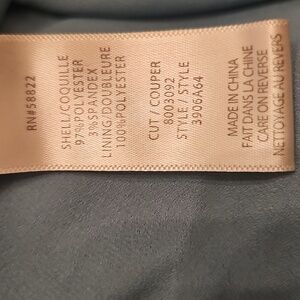 RN#58822
SHELL/COQUILLE
97%POLYESTER
3%SPANDEX
LINING/DOUBLEURE
100%POLYESTER
CUT / COUPER
8003092
STYLE / STYLE
3906A64
MADE IN CHINA
FAIT DANS LA CHINE
CARE ON REVERSE
NETTOYAGE AU REVERS